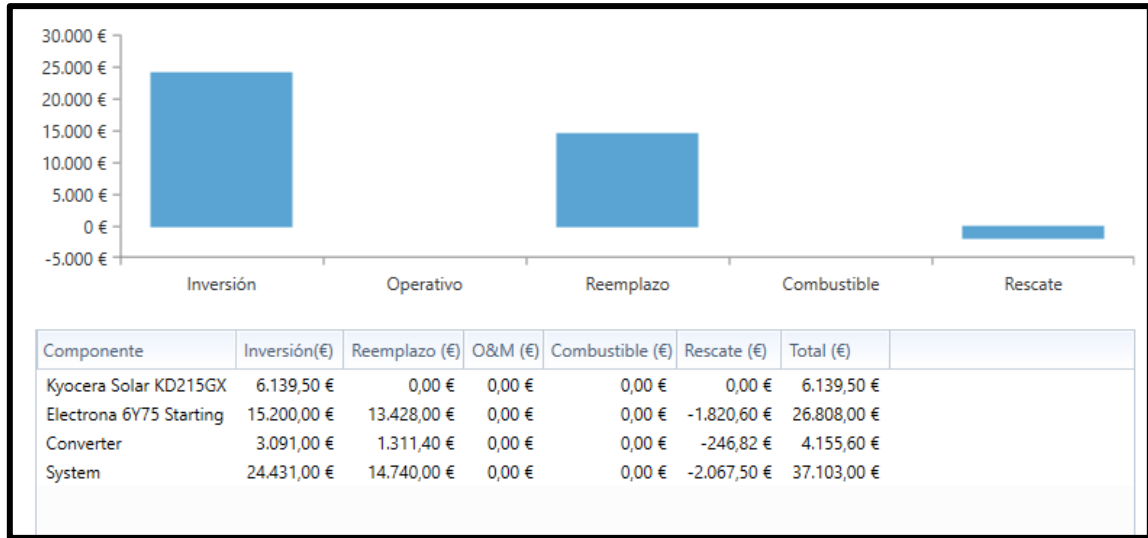 30.000 €
25.000 €
20.000 €
15.000 €
10.000 €
5.000 €
0 €
-5.000 €
Inversión Operativo Reemplazo Combustible Rescate
Componente Inversión(€) Reemplazo (€) O&M (€) Combustible (€) Rescate (€) Total (€)
Kyocera Solar KD215GX 6.139,50 € 0,00 € 0,00 € 0,00 € 0,00 € 6.139,50 €
Electrona 6Y75 Starting 15.200,00 € 13.428,00 € 0,00 € 0,00 € -1.820,60 € 26.808,00 €
Converter 3.091,00 € 1.311,40 € 0,00 € 0,00 € -246,82 € 4.155,60 €
System 24.431,00 € 14.740,00 € 0,00 € 0,00 € -2.067,50 € 37.103,00 €